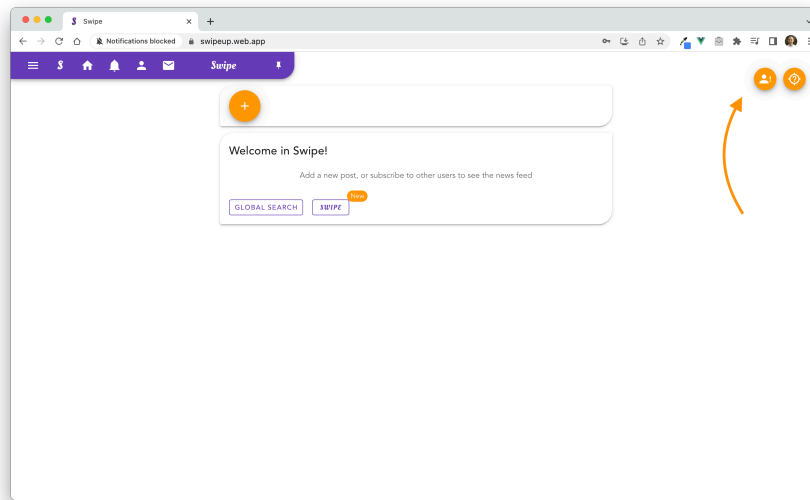 Swipe
Notifications blocked
swipeup.web.app
S
Swipe
Welcome in Swipe!
Add a new post, or subscribe to other users to see the news feed
New
GLOBAL SEARCH
SWIPE